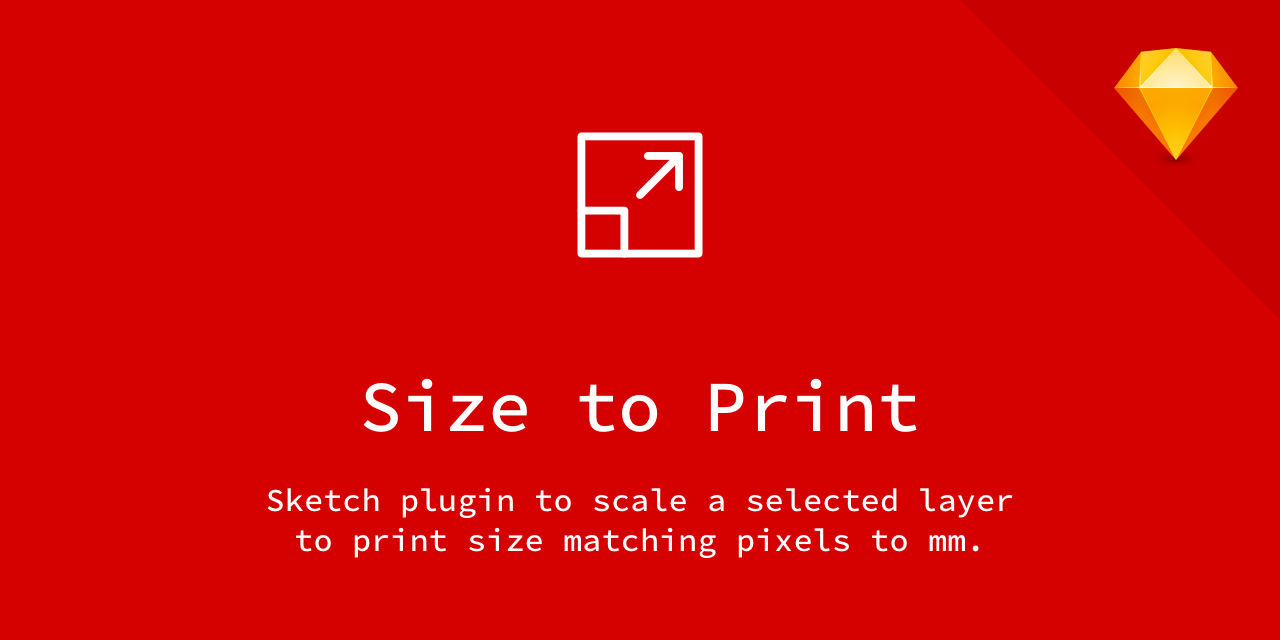 Size to Print
Sketch plugin to scale a selected layer
to print size matching pixels to mm.